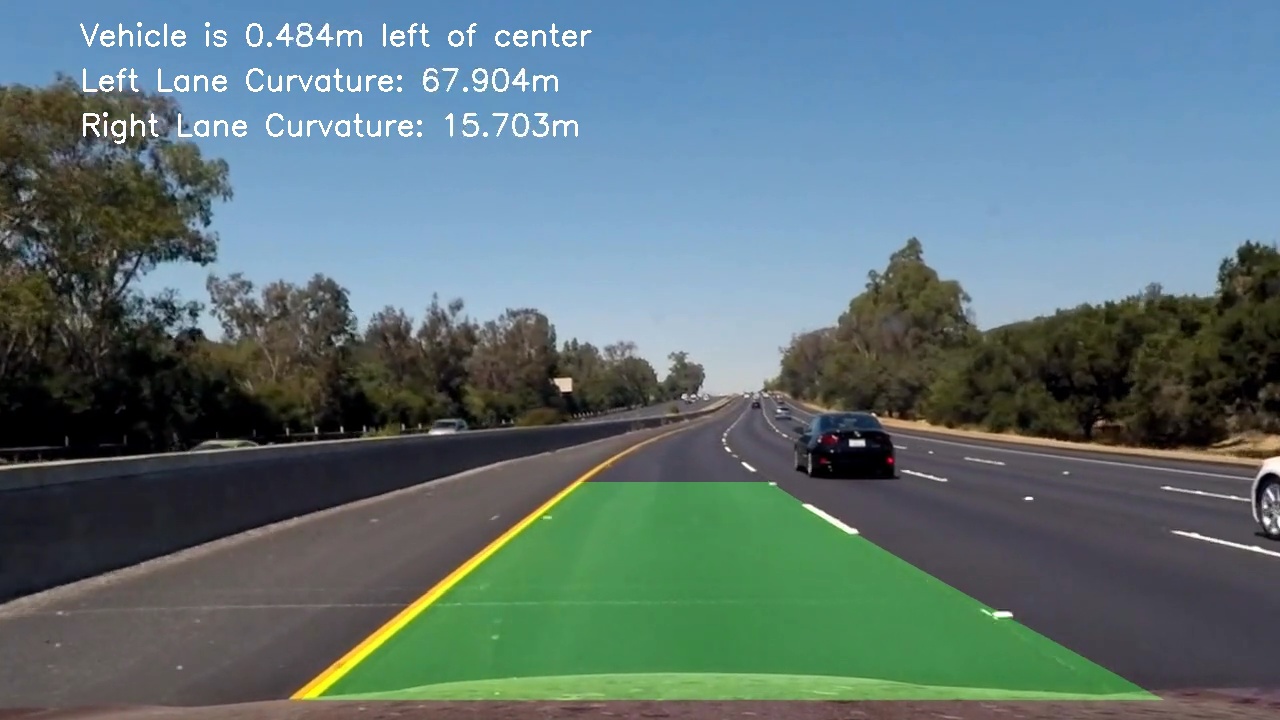 Vehicle is 0.484m left of center
Left Lane Curvature: 67.904m
Right Lane Curvature: 15.703m